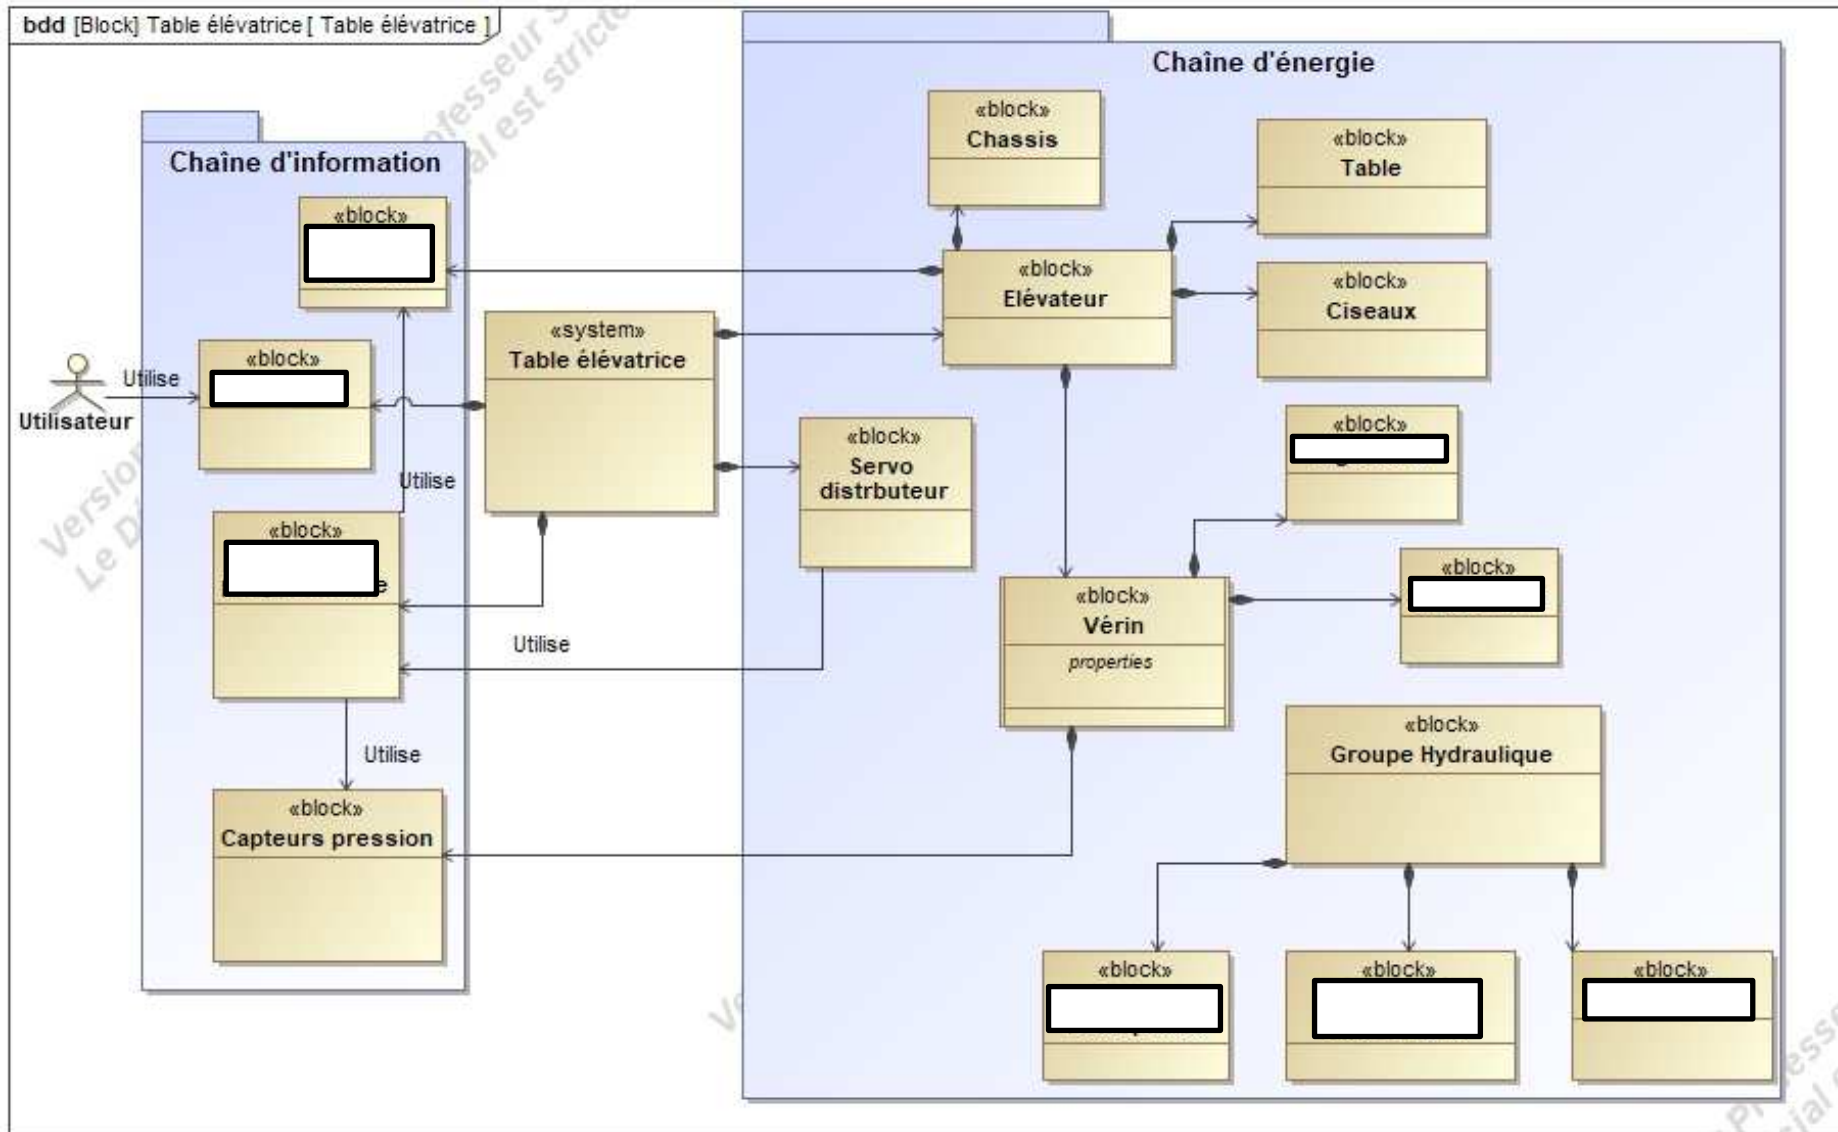 bdd [Block] Table élévatrice [ Table élévatrice ]
Chaîne d'énergie
«block»
Chassis
«block»
Table
Chaîne d'information
«block»
«block»
Elévateur
«block»
Ciseaux
«system»
Table élévatrice
«block»
Utilise
Utilisateur
«block»
«block»
Servo
distrbuteur
Utilise
«block»
«block»
«block»
Vérin
properties
Utilise
«block»
Groupe Hydraulique
Utilise
«block»
Capteurs pression
«block»
«block»
«block»